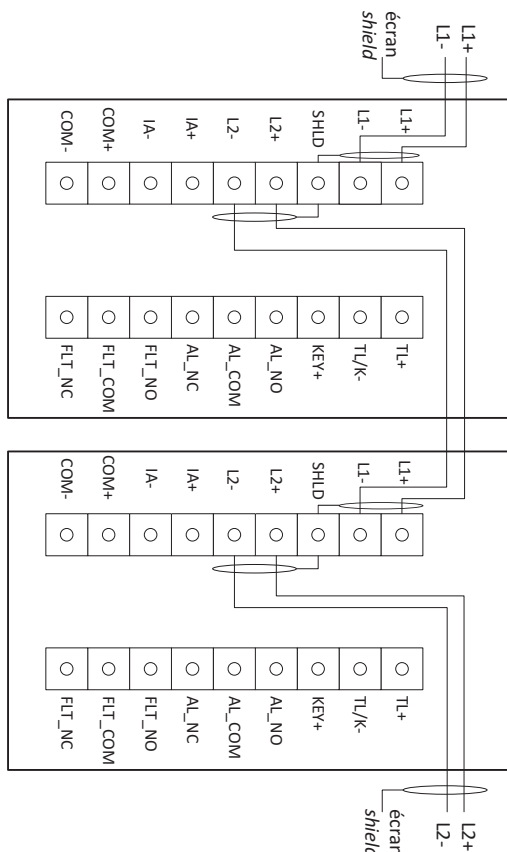 L1+
L1-
écran
shield
COM-
COM+
IA-
IA+
L2-
L2+
SHLD
L1-
L1+
FLT_NC
FLT_COM
FLT_NO
AL_NC
AL_COM
AL_NO
KEY+
TL/K-
TL+
COM-
COM+
IA-
IA+
L2-
L2+
SHLD
L1-
L1+
FLT_NC
FLT_COM
FLT_NO
AL_NC
AL_COM
AL_NO
KEY+
TL/K-
TL+
L2+
L2-
écran
shield